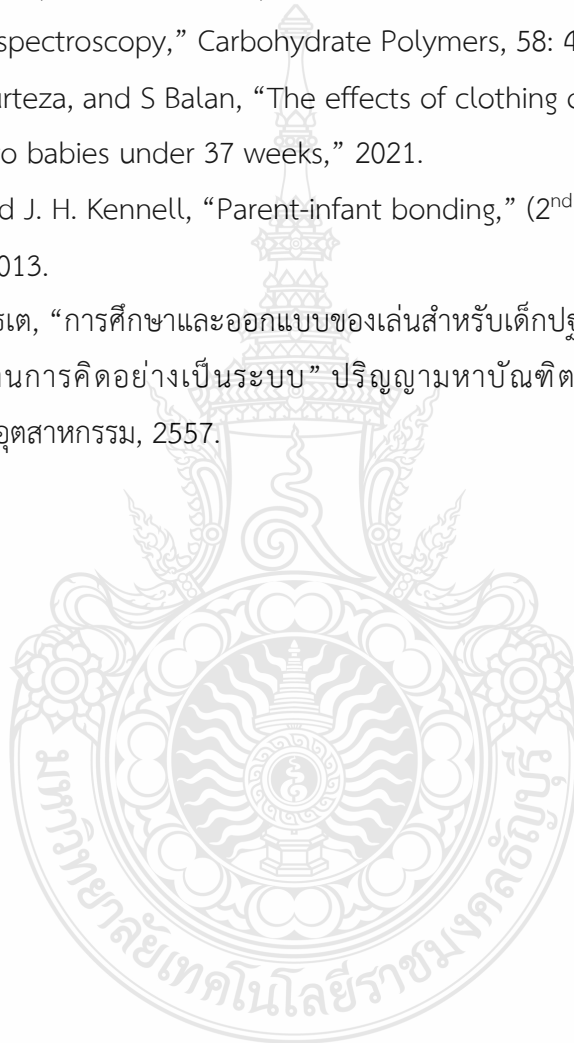 spectroscopy,” Carbohydrate Polymers, 58: 4
urteza, and S Balan, “The effects of clothing
o babies under 37 weeks,” 2021.
d J. H. Kennell, “Parent-infant bonding,” (2nd
013.
รเต, “การศึกษาและออกแบบของเล่นสำหรับเด็กปฐ
านการคิดอย่างเป็นระบบ” ปริญญามหาบัณฑิต
อุตสาหกรรม, 2557.
มหาวิทยาลัยเทคโนโลยีราชมงคลธัญบุรี